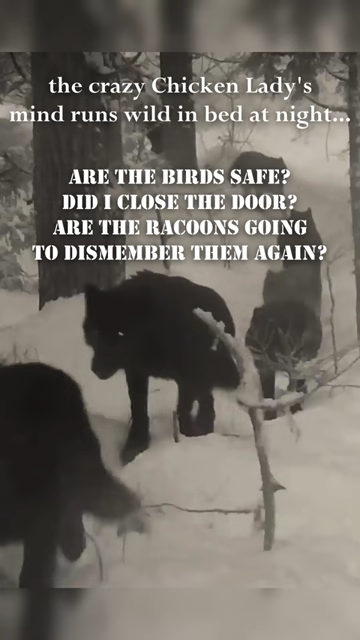 the crazy Chicken Lady's
mind runs wild in bed at night...
ARE THE BIRDS SAFE?
DID I CLOSE THE DOOR?
ARE THE RACOONS GOING
TO DISMEMBER THEM AGAIN?